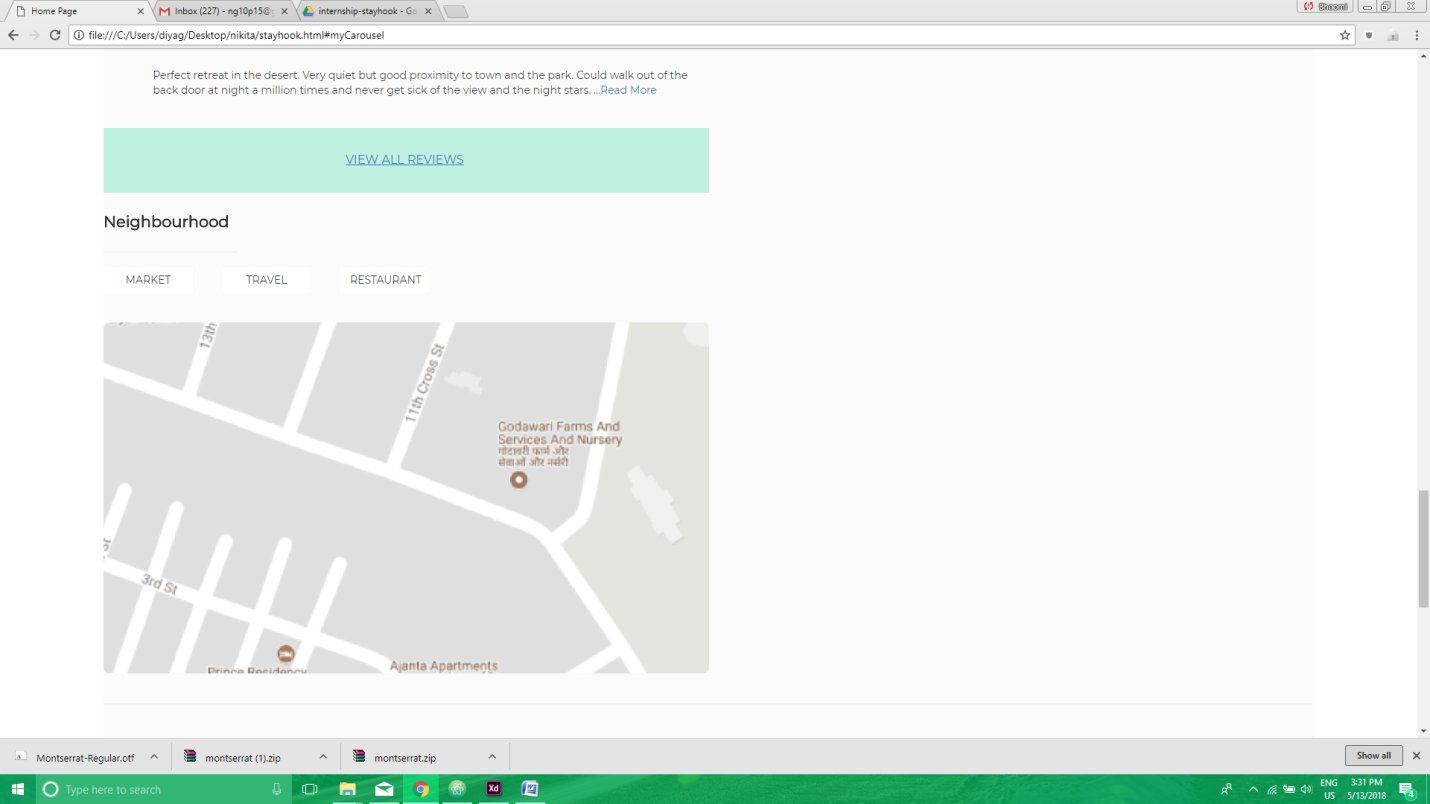 Home Page
Inbox (227) - ng10p15@g
internship-stayhook - Go
Bhoomi
file:///C:/Users/diyag/Desktop/nikita/stayhook.html#myCarousel
Perfect retreat in the desert. Very quiet but good proximity to town and the park. Could walk out of the
back door at night a million times and never get sick of the view and the night stars. ...Read More
VIEW ALL REVIEWS
Neighbourhood
MARKET TRAVEL RESTAURANT
13th
11th Cross St
Godawari Farms And
Services And Nursery
गोदावरी फार्म और
सेवाओं और नर्सरी
3rd St
Prince Residency
Ajanta Apartments
Montserrat-Regular.otf
montserrat (1).zip
montserrat.zip
Show all
Type here to search
Xd
ENG
US
3:31 PM
5/13/2018
4